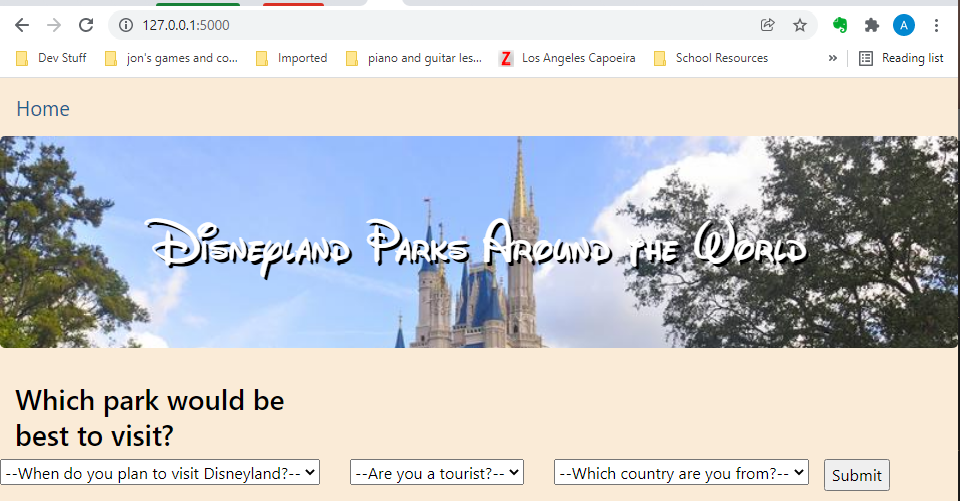 127.0.0.1:5000
A
Dev Stuff jon's games and co... Imported piano and guitar les... Z Los Angeles Capoeira School Resources » Reading list
Home
Disneyland Parks Around the World
Which park would be
best to visit?
--When do you plan to visit Disneyland?-- --Are you a tourist?-- --Which country are you from?-- Submit